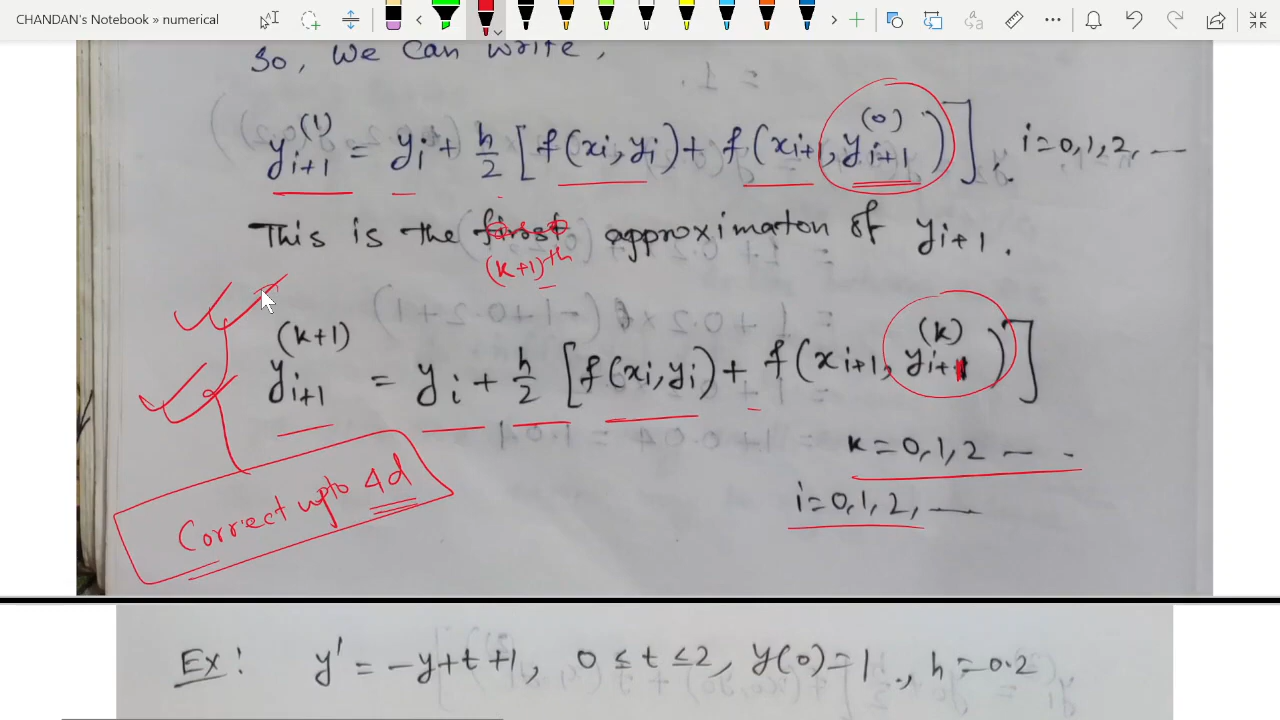 CHANDAN's Notebook » numerical
So, We can write,
y_{i+1}^{(1)} = y_i + h/2 [f(x_i, y_i) + f(x_{i+1}, y_{i+1}^{(0)})], i=0,1,2, ---
This is the first approximaton of y_{i+1}.
(k+1)th
y_{i+1}^{(k+1)} = y_i + h/2 [f(x_i, y_i) + f(x_{i+1}, y_{i+1}^{(k)})]
k=0,1,2 --- -
i=0,1,2, ---
Correct upto 4d
Ex! y' = -y+t+1, 0 ≤ t ≤ 2, y(0)=1, h=0.2